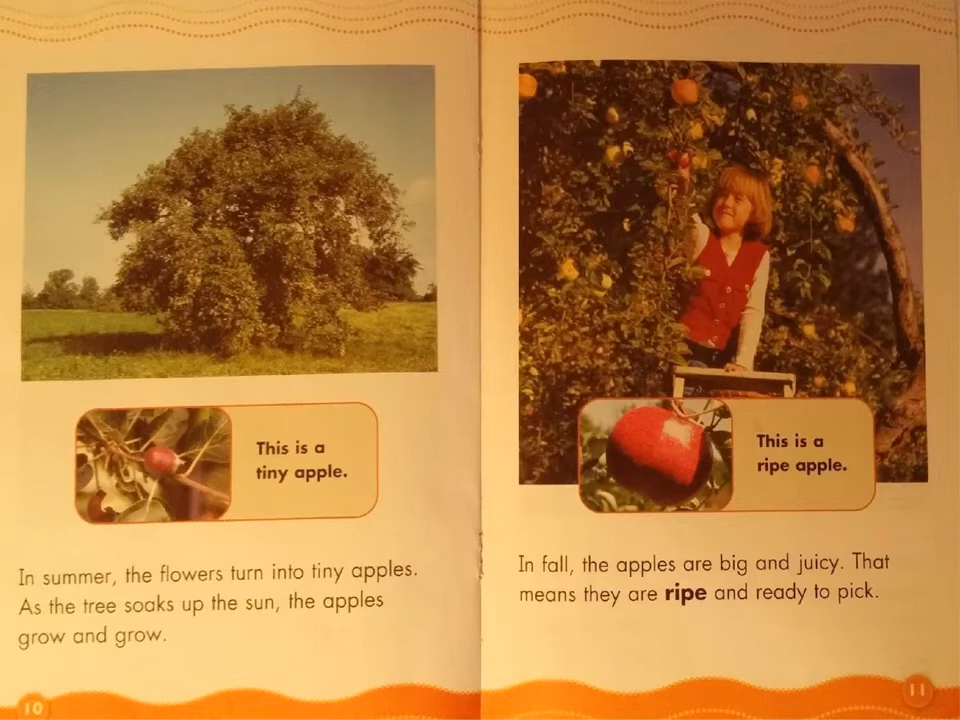 This is a
tiny apple.
In summer, the flowers turn into tiny apples.
As the tree soaks up the sun, the apples
grow and grow.
10
This is a
ripe apple.
In fall, the apples are big and juicy. That
means they are ripe and ready to pick.
11